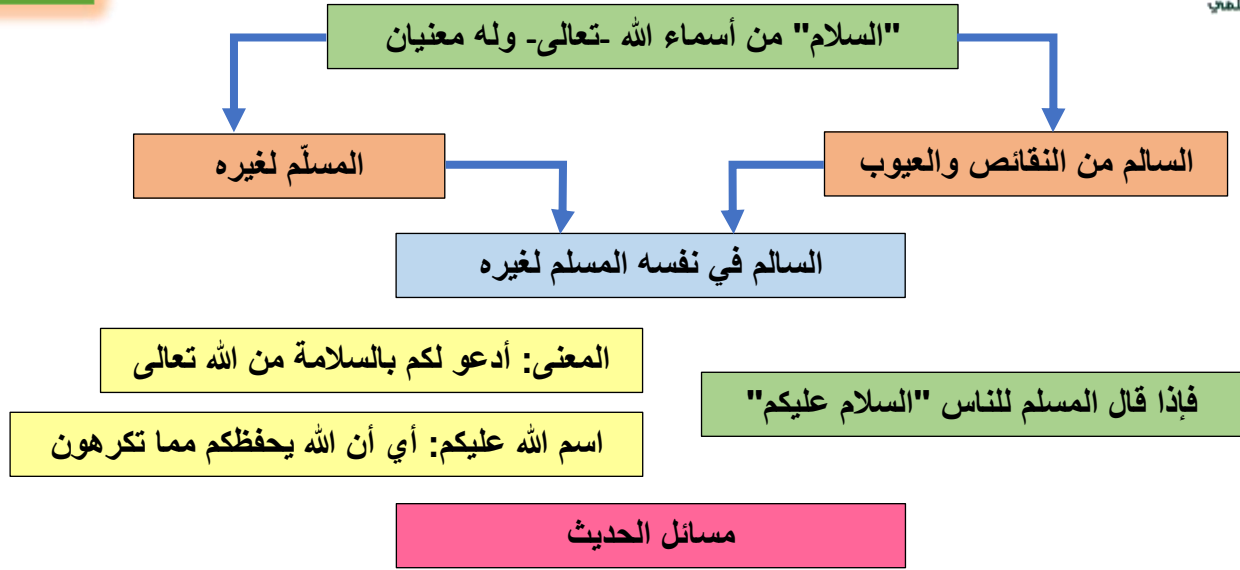 "السلام" من أسماء الله -تعالى- وله معنيان
السالم من النقائص والعيوب
المسلّم لغيره
السالم في نفسه المسلم لغيره
فإذا قال المسلم للناس "السلام عليكم"
المعنى: أدعو لكم بالسلامة من الله تعالى
اسم الله عليكم: أي أن الله يحفظكم مما تكرهون
مسائل الحديث